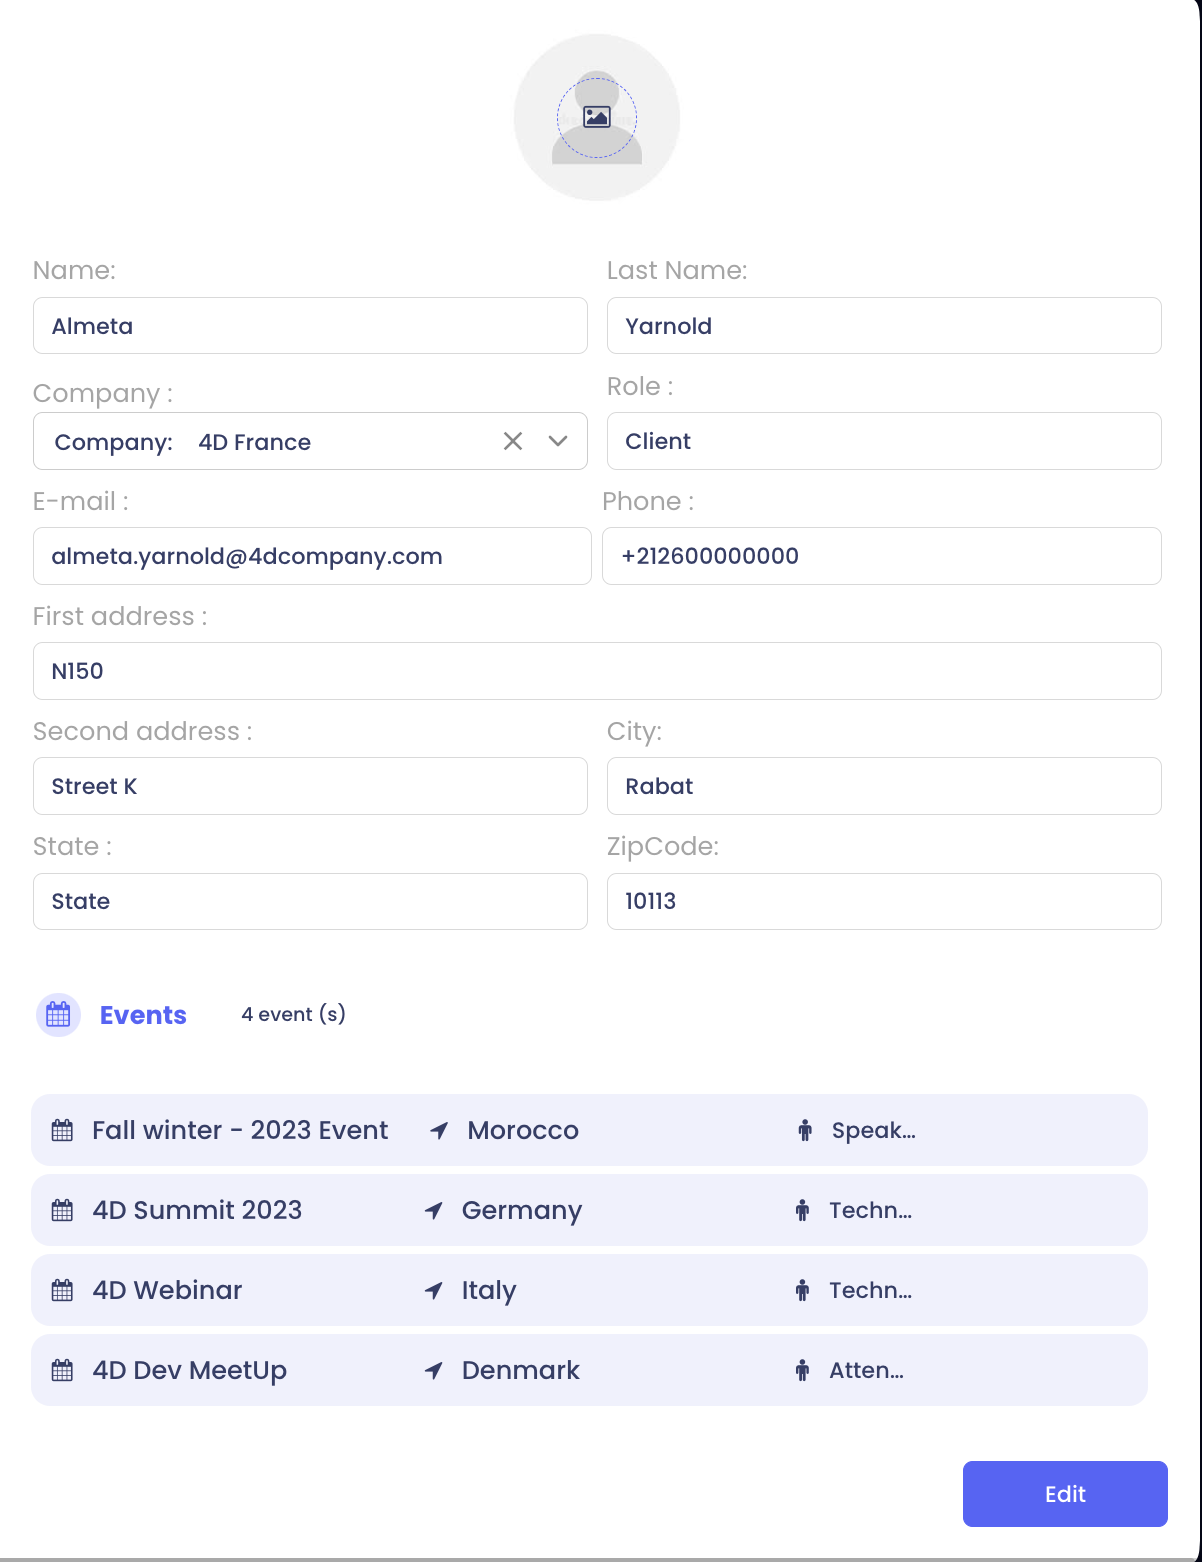 Name:
Last Name:
Almeta
Yarnold
Company :
Role :
Company: 4D France
Client
E-mail :
Phone :
almeta.yarnold@4dcompany.com
+212600000000
First address :
N150
Second address :
City:
Street K
Rabat
State :
ZipCode:
State
10113
Events 4 event (s)
Fall winter - 2023 Event Morocco Speak...
4D Summit 2023 Germany Techn...
4D Webinar Italy Techn...
4D Dev MeetUp Denmark Atten...
Edit